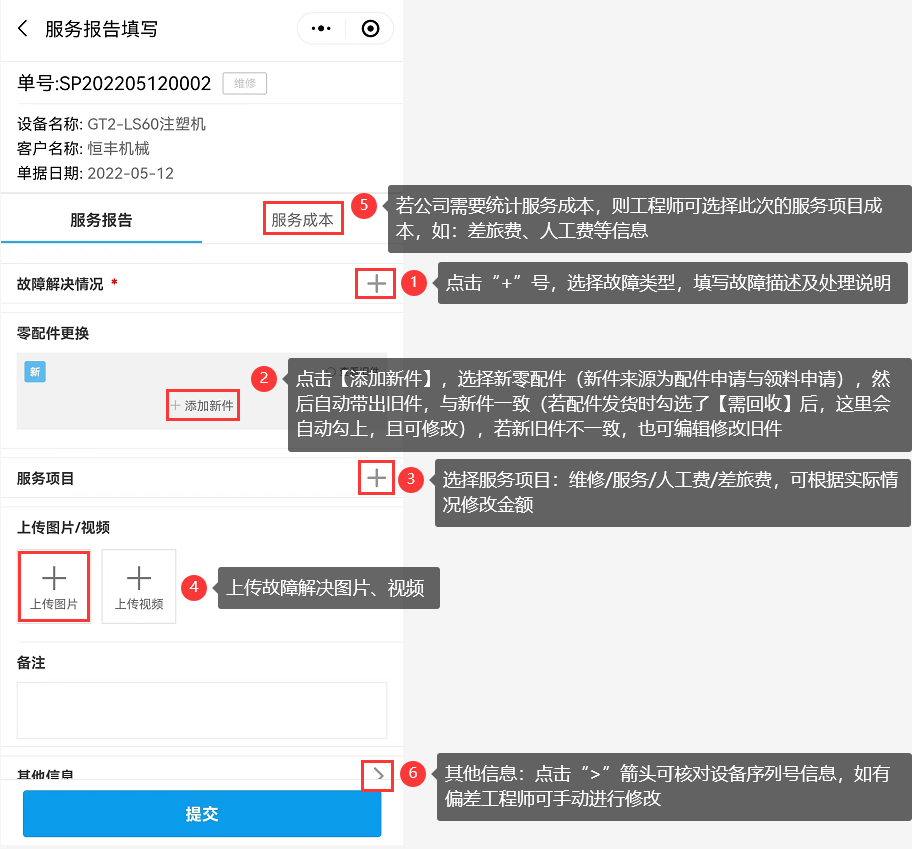 服务报告填写
单号:SP202205120002 维修
设备名称: GT2-LS60注塑机
客户名称: 恒丰机械
单据日期: 2022-05-12
服务报告
服务成本
5
若公司需要统计服务成本，则工程师可选择此次的服务项目成
本，如：差旅费、人工费等信息
故障解决情况 *
1
点击“+”号，选择故障类型，填写故障描述及处理说明
零配件更换
新
+ 添加新件
2
点击【添加新件】，选择新零配件（新件来源为配件申请与领料申请），然
后自动带出旧件，与新件一致（若配件发货时勾选了【需回收】后，这里会
自动勾上，且可修改），若新旧件不一致，也可编辑修改旧件
服务项目
3
选择服务项目：维修/服务/人工费/差旅费，可根据实际情
况修改金额
上传图片/视频
上传图片
上传视频
4
上传故障解决图片、视频
备注
其他信息
6
其他信息：点击“>”箭头可核对设备序列号信息，如有
偏差工程师可手动进行修改
提交